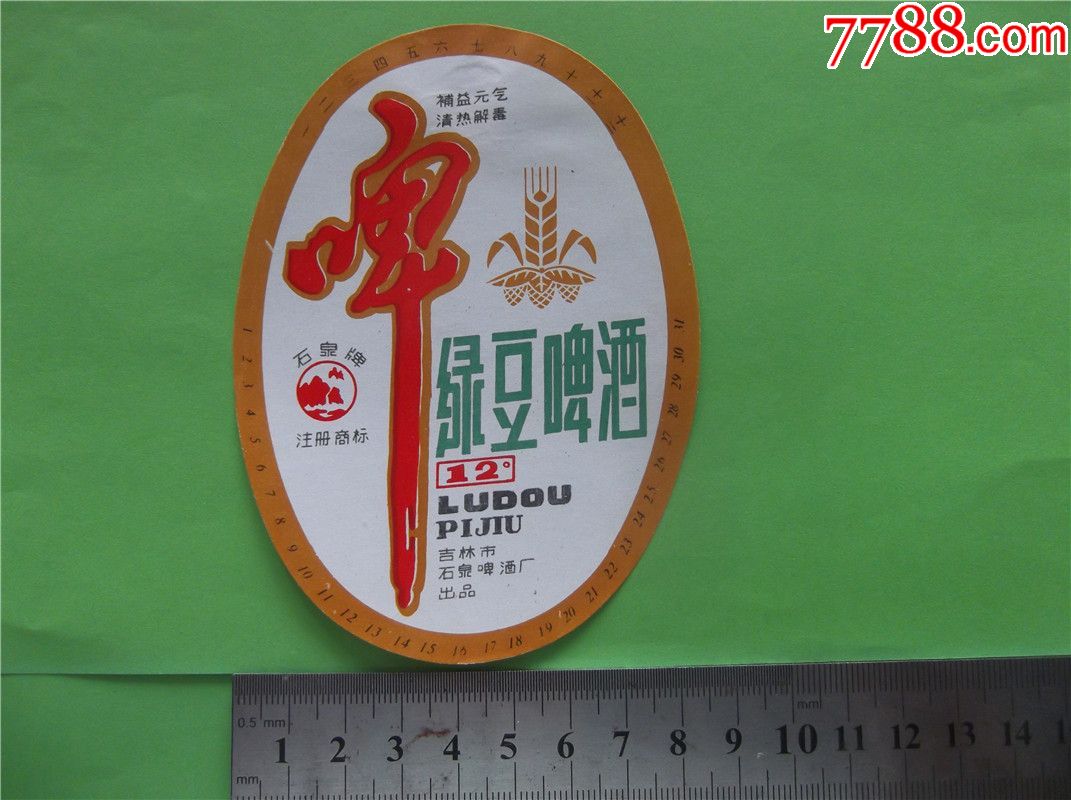 7788.com
一 二 三 四 五 六 七 八 九 十 十一 十二
補益元气
清热解毒
啤
石泉牌
注册商标
绿豆啤酒
12°
LUDOU
PIJIU
吉林市
石泉啤酒厂
出品
1 2 3 4 5 6 7 8 9 10 11 12 13 14 15 16 17 18 19 20 21 22 23 24 25 26 27 28 29 30 31
0.5 mm
mm
1 2 3 4 5 6 7 8 9 10 11 12 13 14
mm